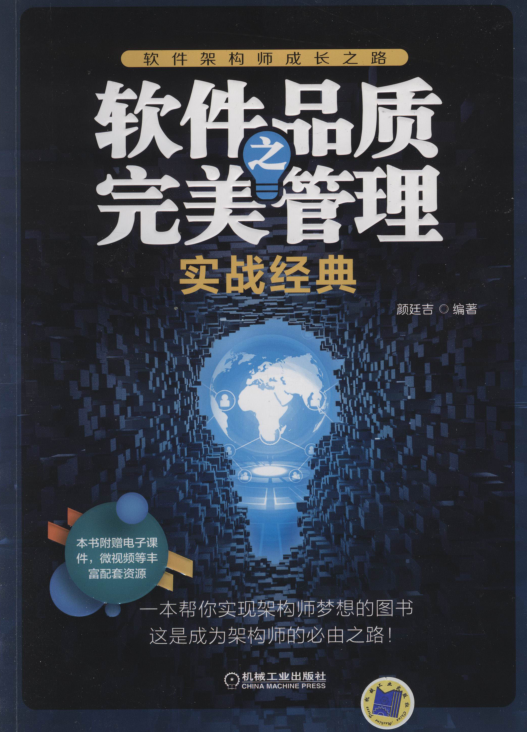 软件架构师成长之路
软件品质
之
完美管理
实战经典
颜廷吉 ◎ 编著
本书附赠电子课
件，微视频等丰
富配套资源
一本帮你实现架构师梦想的图书
这是成为架构师的必由之路！
机械工业出版社
CHINA MACHINE PRESS